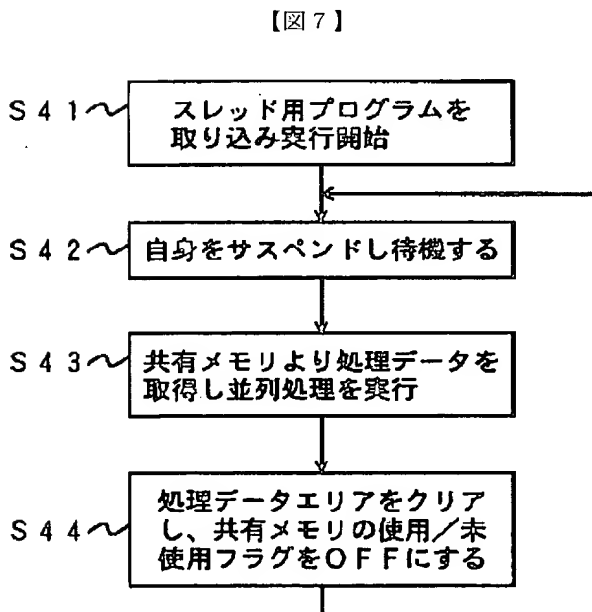 【図７】
Ｓ４１ スレッド用プログラムを
取り込み実行開始
Ｓ４２ 自身をサスペンドし待機する
Ｓ４３ 共有メモリより処理データを
取得し並列処理を実行
処理データエリアをクリア
Ｓ４４ し、共有メモリの使用／未
使用フラグをＯＦＦにする